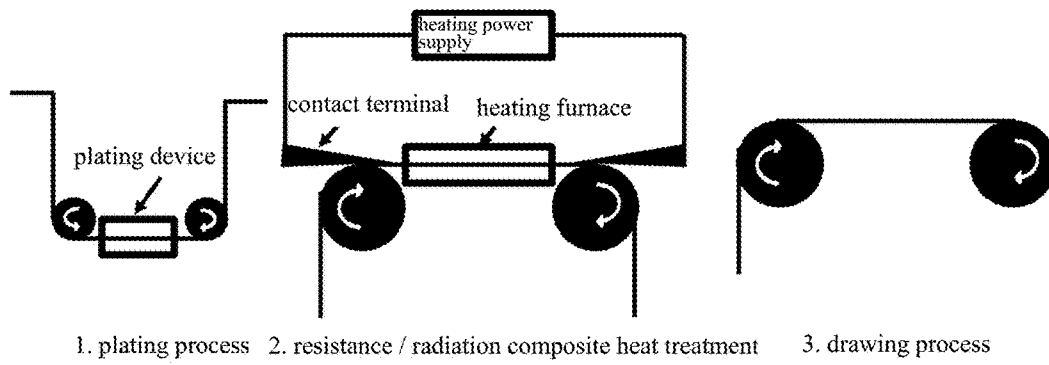 heating power
supply
contact terminal
heating furnace
plating device
1. plating process
2. resistance / radiation composite heat treatment
3. drawing process